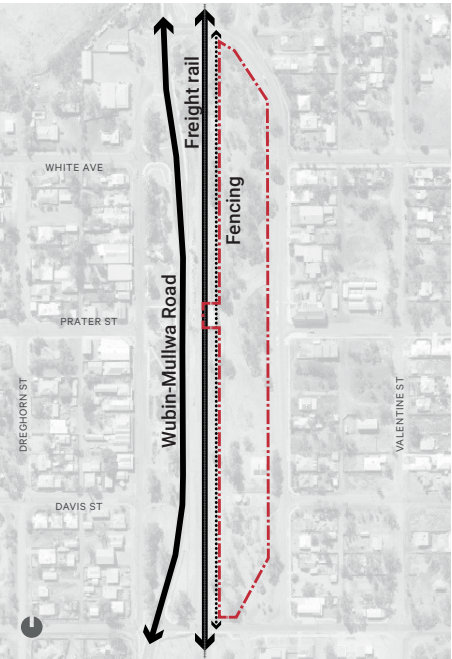 Freight rail
WHITE AVE
Fencing
Wubin-Mullwa Road
PRATER ST
DREGHORN ST
VALENTINE ST
DAVIS ST